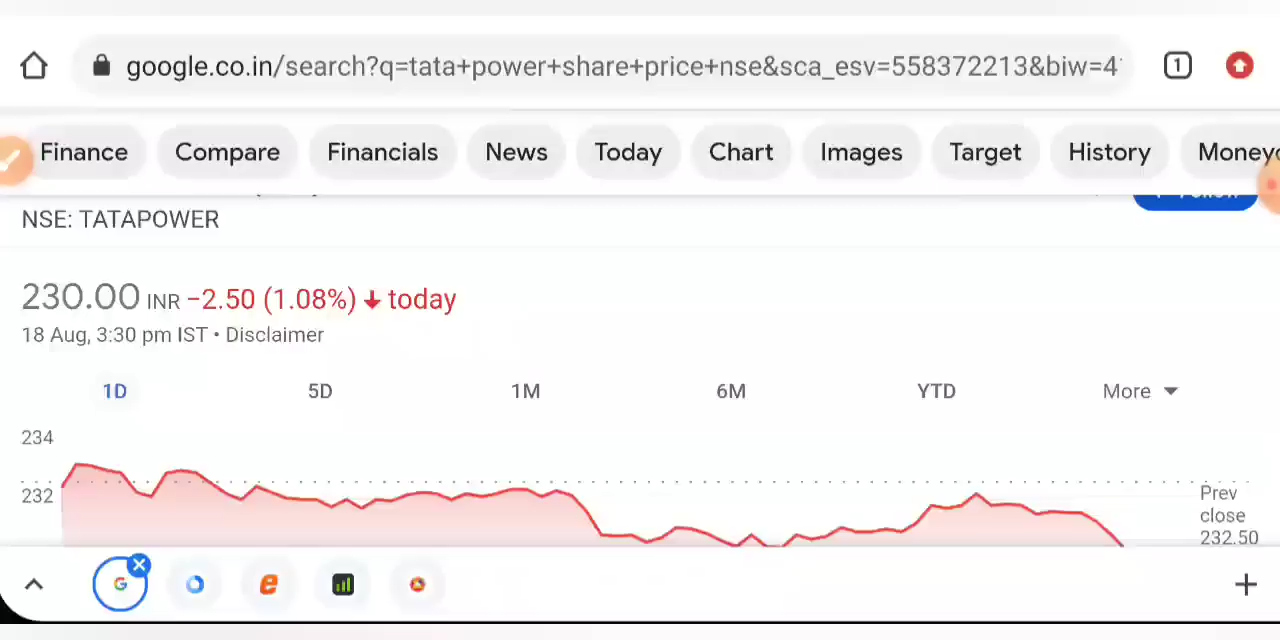 google.co.in/search?q=tata+power+share+price+nse&sca_esv=558372213&biw=4
1
Finance Compare Financials News Today Chart Images Target History Moneyc
NSE: TATAPOWER
230.00 INR −2.50 (1.08%) ↓ today
18 Aug, 3:30 pm IST • Disclaimer
1D 5D 1M 6M YTD More
234
232
Prev
close
232.50